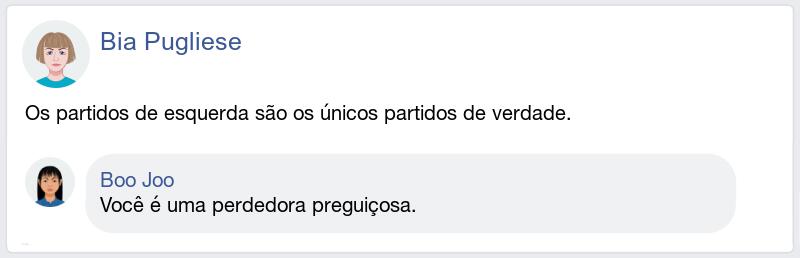 Bia Pugliese
Os partidos de esquerda são os únicos partidos de verdade.
Boo Joo
Você é uma perdedora preguiçosa.